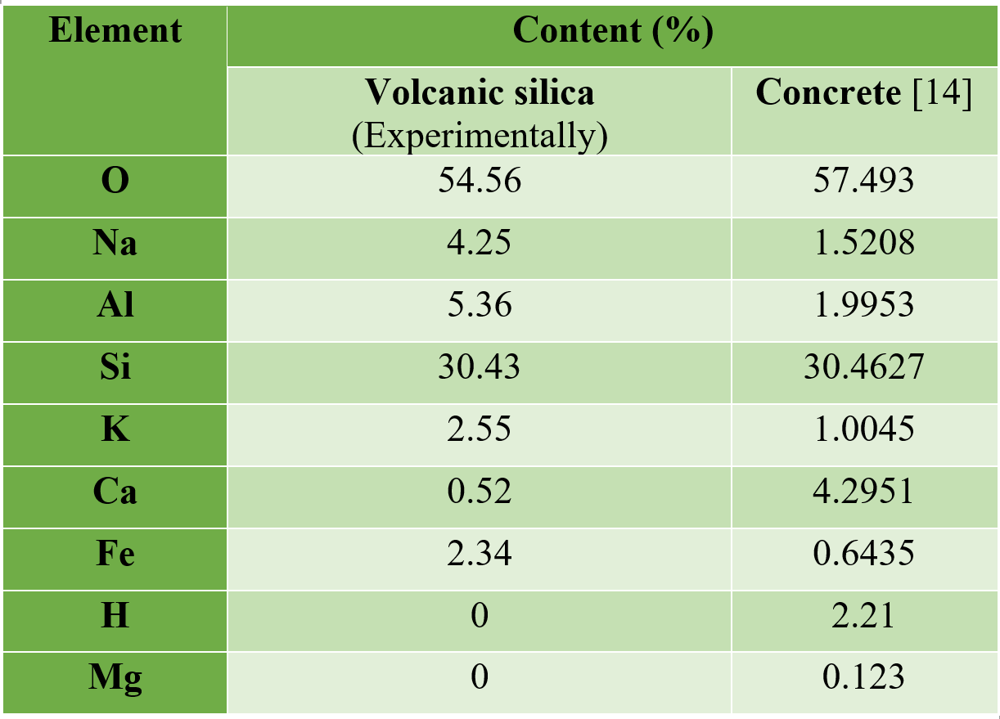 Element Content (%)
Volcanic silica Concrete [14]
(Experimentally)
O 54.56 57.493
Na 4.25 1.5208
Al 5.36 1.9953
Si 30.43 30.4627
K 2.55 1.0045
Ca 0.52 4.2951
Fe 2.34 0.6435
H 0 2.21
Mg 0 0.123